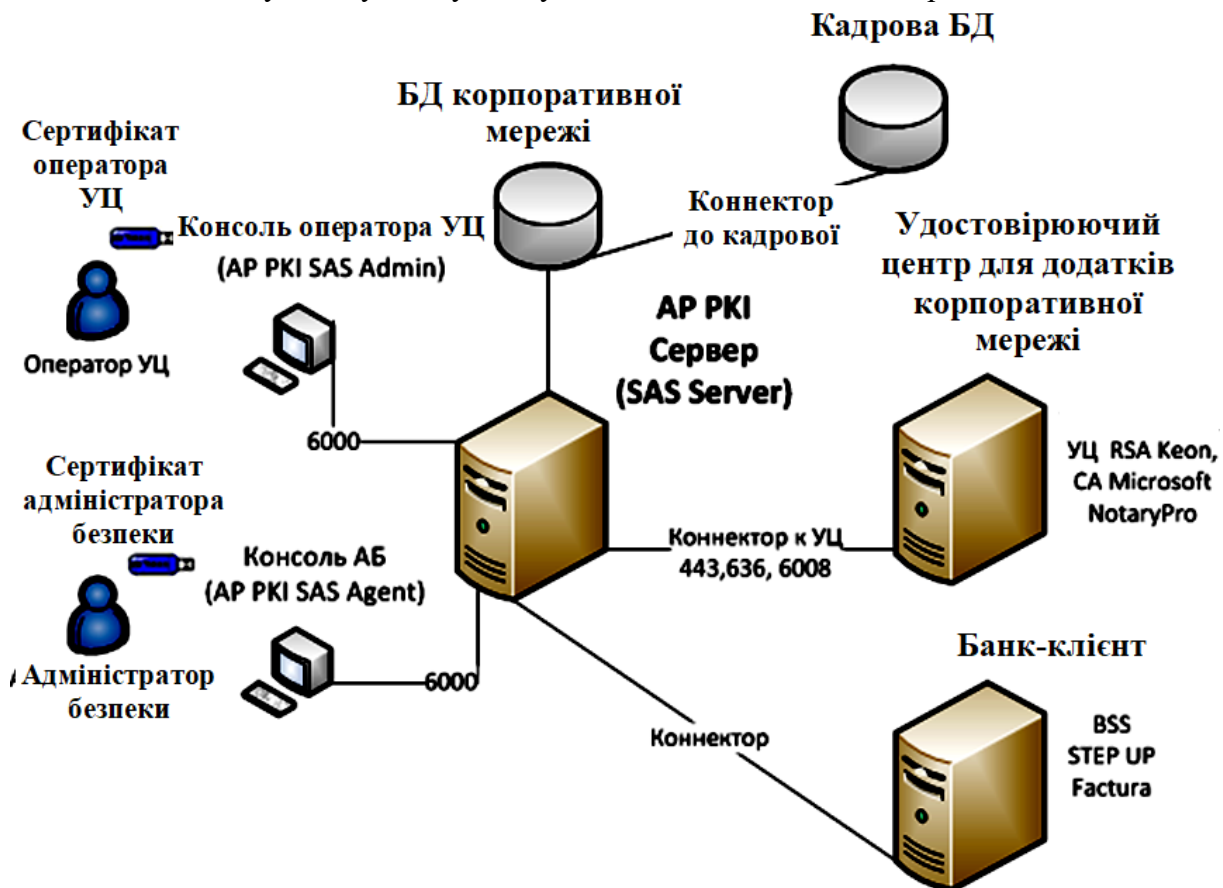 Кадрова БД
БД корпоративної
мережі
Сертифікат
оператора
УЦ
Консоль оператора УЦ
(AP PKI SAS Admin)
Оператор УЦ
Коннектор
до кадрової
Удостовірюючий
центр для додатків
корпоративної
мережі
AP PKI
Сервер
(SAS Server)
6000
УЦ RSA Keon,
CA Microsoft
NotaryPro
Сертифікат
адміністратора
безпеки
Консоль АБ
(AP PKI SAS Agent)
Коннектор к УЦ
443,636, 6008
Адміністратор
безпеки
6000
Банк-клієнт
Коннектор
BSS
STEP UP
Factura